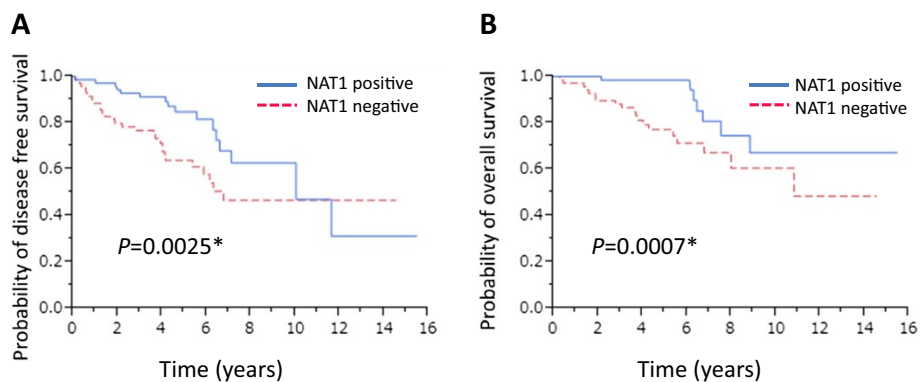 A
Probability of disease free survival
1.0
0.8
0.6
0.4
0.2
0.0
NAT1 positive
NAT1 negative
P=0.0025*
0 2 4 6 8 10 12 14 16
Time (years)
B
Probability of overall survival
1.0
0.8
0.6
0.4
0.2
0.0
NAT1 positive
NAT1 negative
P=0.0007*
0 2 4 6 8 10 12 14 16
Time (years)